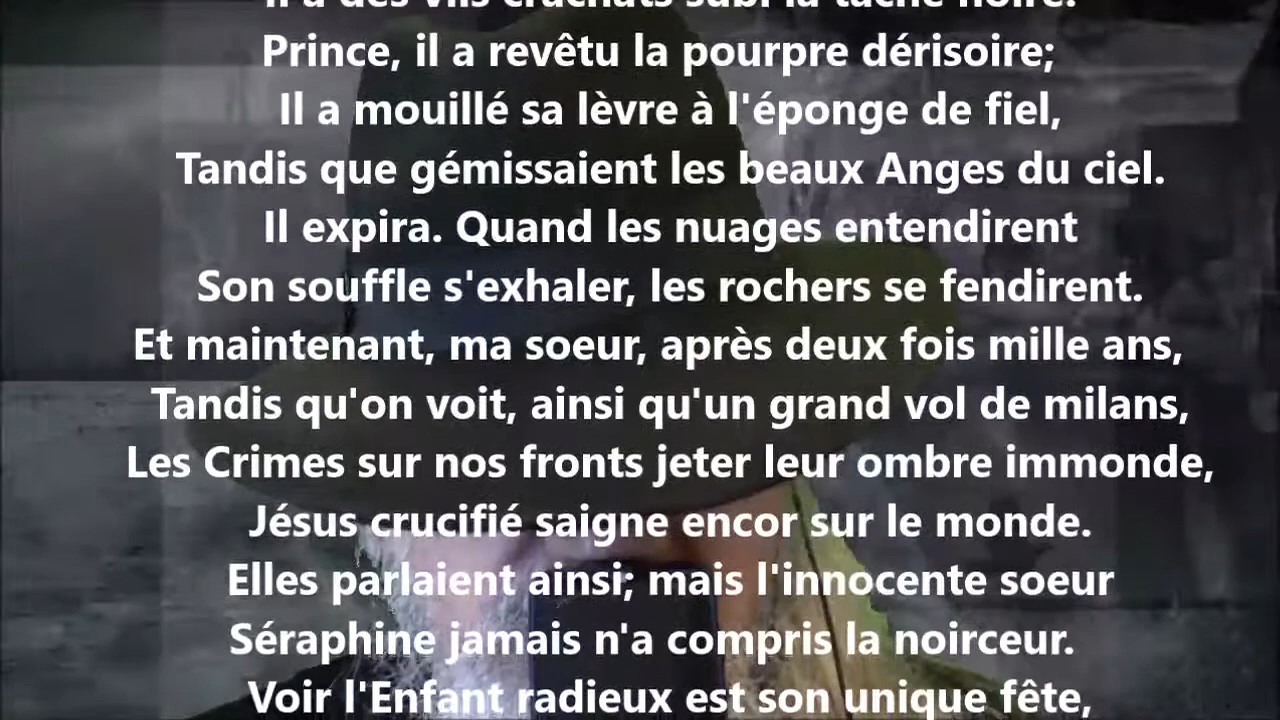 Il a des vils crachats subi la tache noire.
Prince, il a revêtu la pourpre dérisoire;
Il a mouillé sa lèvre à l'éponge de fiel,
Tandis que gémissaient les beaux Anges du ciel.
Il expira. Quand les nuages entendirent
Son souffle s'exhaler, les rochers se fendirent.
Et maintenant, ma soeur, après deux fois mille ans,
Tandis qu'on voit, ainsi qu'un grand vol de milans,
Les Crimes sur nos fronts jeter leur ombre immonde,
Jésus crucifié saigne encor sur le monde.
Elles parlaient ainsi; mais l'innocente soeur
Séraphine jamais n'a compris la noirceur.
Voir l'Enfant radieux est son unique fête,